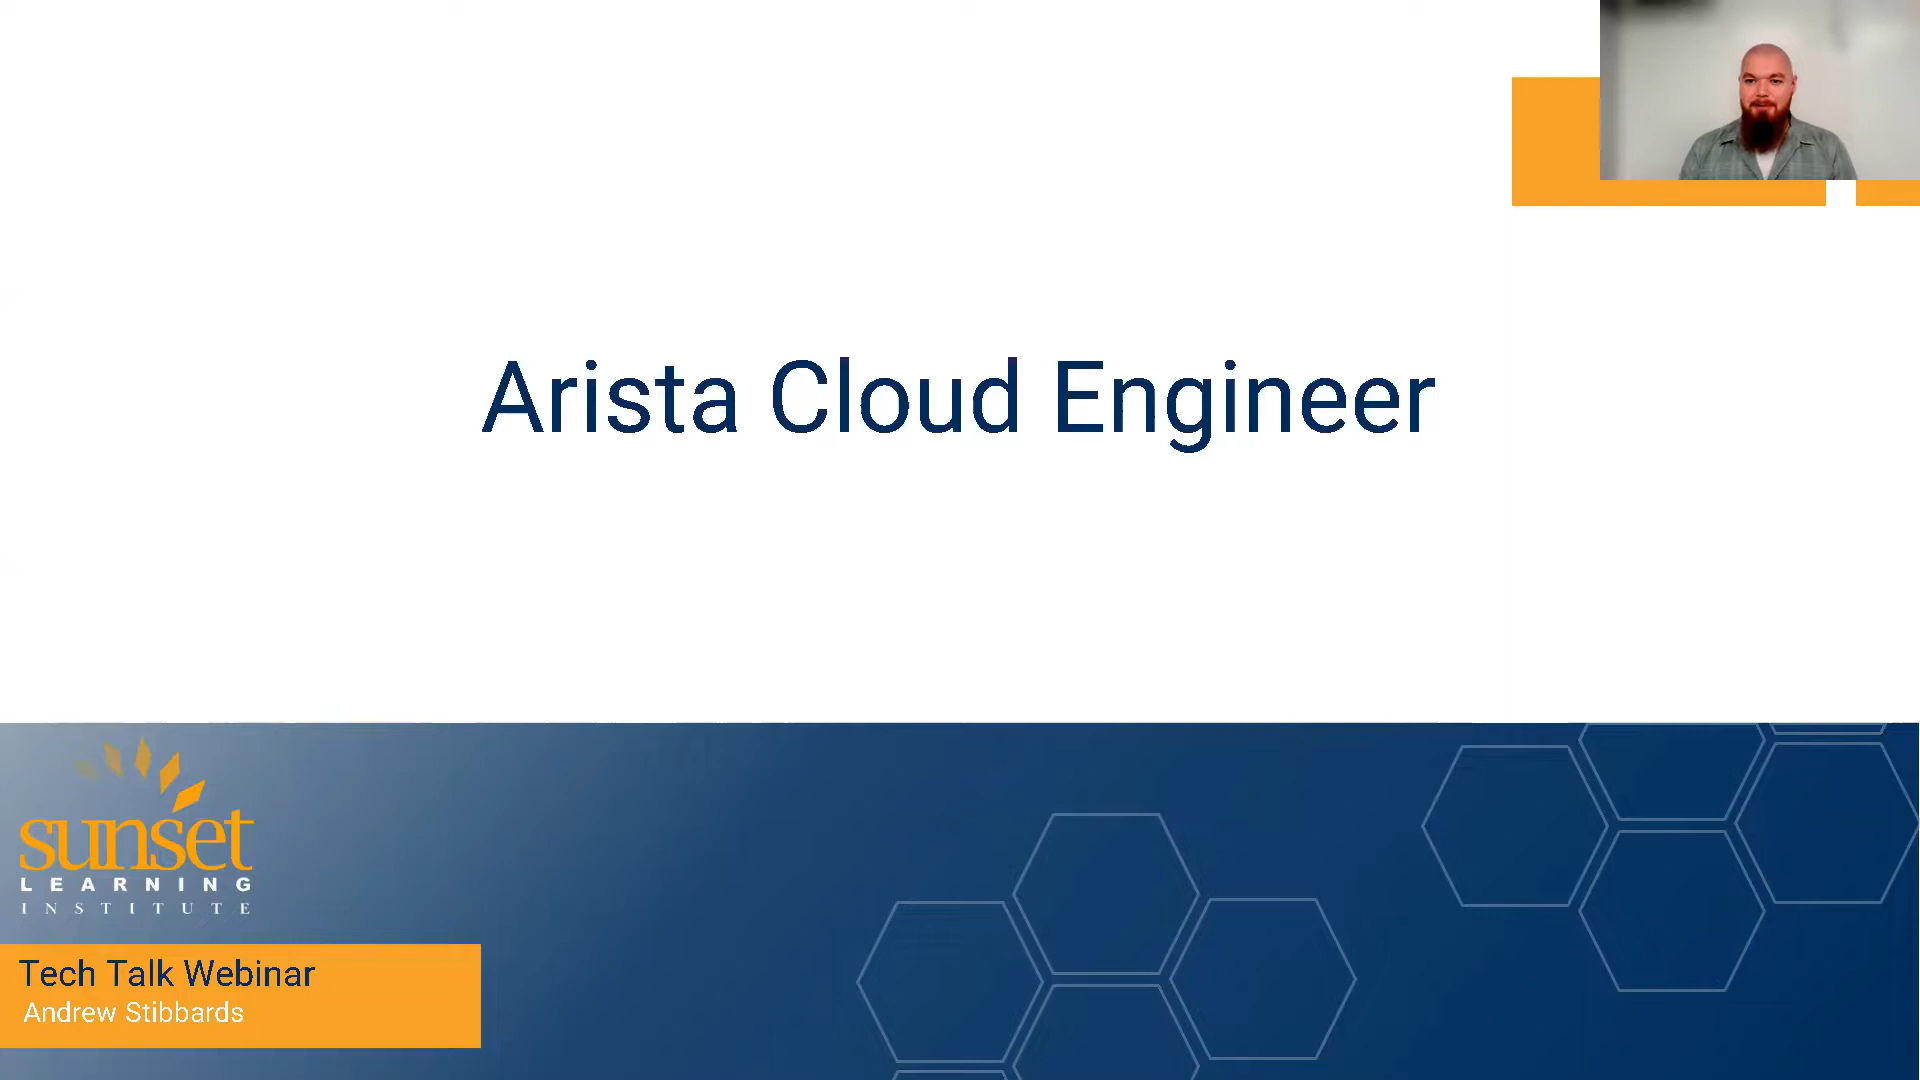 Arista Cloud Engineer
sunset
LEARNING
INSTITUTE
Tech Talk Webinar
Andrew Stibbards